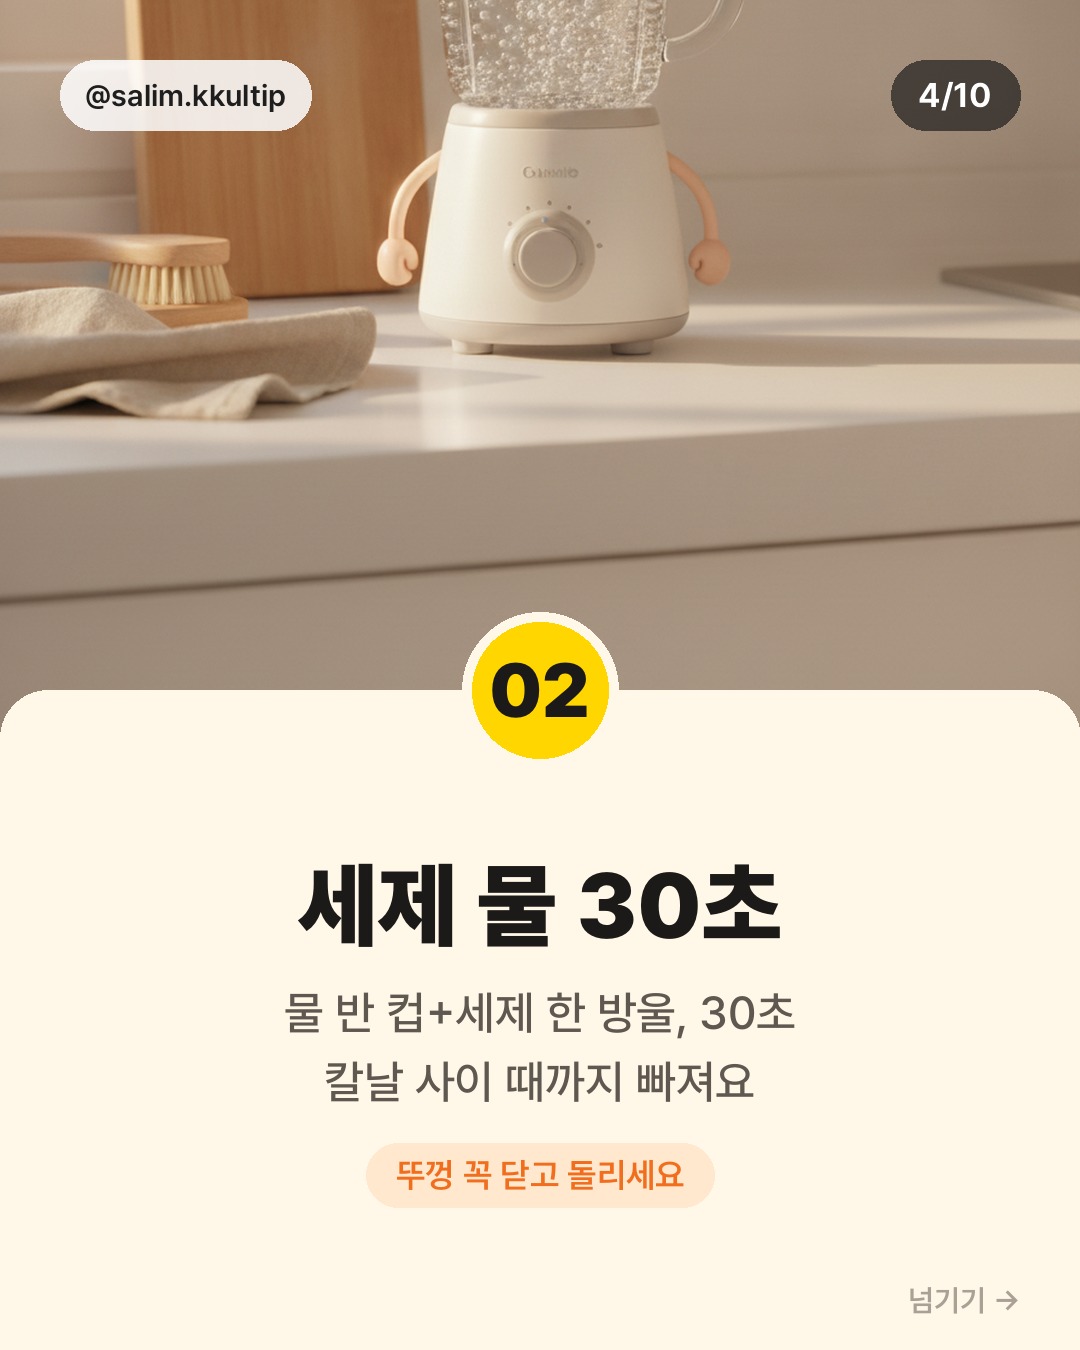 @salim.kkultip
4/10
02
세제 물 30초
물 반 컵+세제 한 방울, 30초
칼날 사이 때까지 빠져요
뚜껑 꼭 닫고 돌리세요
넘기기 →